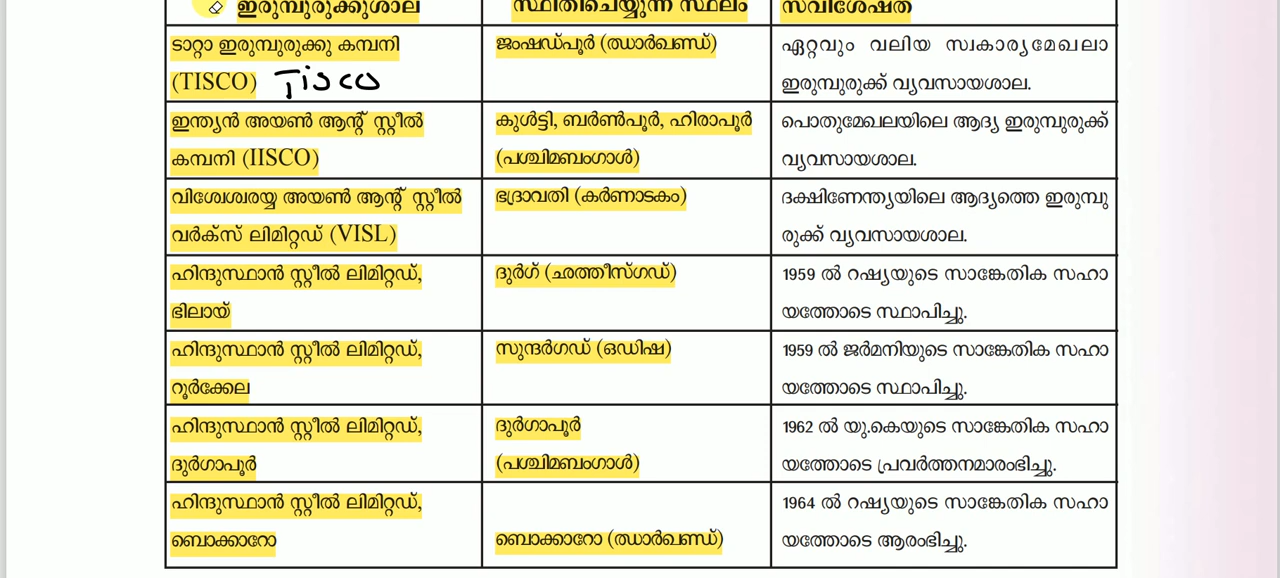 ഇരുമ്പുരുക്കുശാല സ്ഥിതിചെയ്യുന്ന സ്ഥലം സവിശേഷത
ടാറ്റാ ഇരുമ്പുരുക്കു കമ്പനി ജംഷഡ്പൂർ (ഝാർഖണ്ഡ്) ഏറ്റവും വലിയ സ്വകാര്യമേഖലാ
(TISCO) TISCO ഇരുമ്പുരുക്ക് വ്യവസായശാല.
ഇന്ത്യൻ അയൺ ആന്റ് സ്റ്റീൽ കുൾട്ടി, ബർൺപൂർ, ഹിരാപൂർ പൊതുമേഖലയിലെ ആദ്യ ഇരുമ്പുരുക്ക്
കമ്പനി (IISCO) (പശ്ചിമബംഗാൾ) വ്യവസായശാല.
വിശ്വേശ്വരയ്യ അയൺ ആന്റ് സ്റ്റീൽ ഭദ്രാവതി (കർണാടകം) ദക്ഷിണേന്ത്യയിലെ ആദ്യത്തെ ഇരുമ്പു
വർക്സ് ലിമിറ്റഡ് (VISL) രുക്ക് വ്യവസായശാല.
ഹിന്ദുസ്ഥാൻ സ്റ്റീൽ ലിമിറ്റഡ്, ദുർഗ് (ഛത്തീസ്ഗഡ്) 1959 ൽ റഷ്യയുടെ സാങ്കേതിക സഹാ
ഭിലായ് യത്തോടെ സ്ഥാപിച്ചു.
ഹിന്ദുസ്ഥാൻ സ്റ്റീൽ ലിമിറ്റഡ്, സുന്ദർഗഡ് (ഒഡിഷ) 1959 ൽ ജർമനിയുടെ സാങ്കേതിക സഹാ
റൂർക്കേല യത്തോടെ സ്ഥാപിച്ചു.
ഹിന്ദുസ്ഥാൻ സ്റ്റീൽ ലിമിറ്റഡ്, ദുർഗാപൂർ 1962 ൽ യു.കെയുടെ സാങ്കേതിക സഹാ
ദുർഗാപൂർ (പശ്ചിമബംഗാൾ) യത്തോടെ പ്രവർത്തനമാരംഭിച്ചു.
ഹിന്ദുസ്ഥാൻ സ്റ്റീൽ ലിമിറ്റഡ്, 1964 ൽ റഷ്യയുടെ സാങ്കേതിക സഹാ
ബൊക്കാറോ ബൊക്കാറോ (ഝാർഖണ്ഡ്) യത്തോടെ ആരംഭിച്ചു.